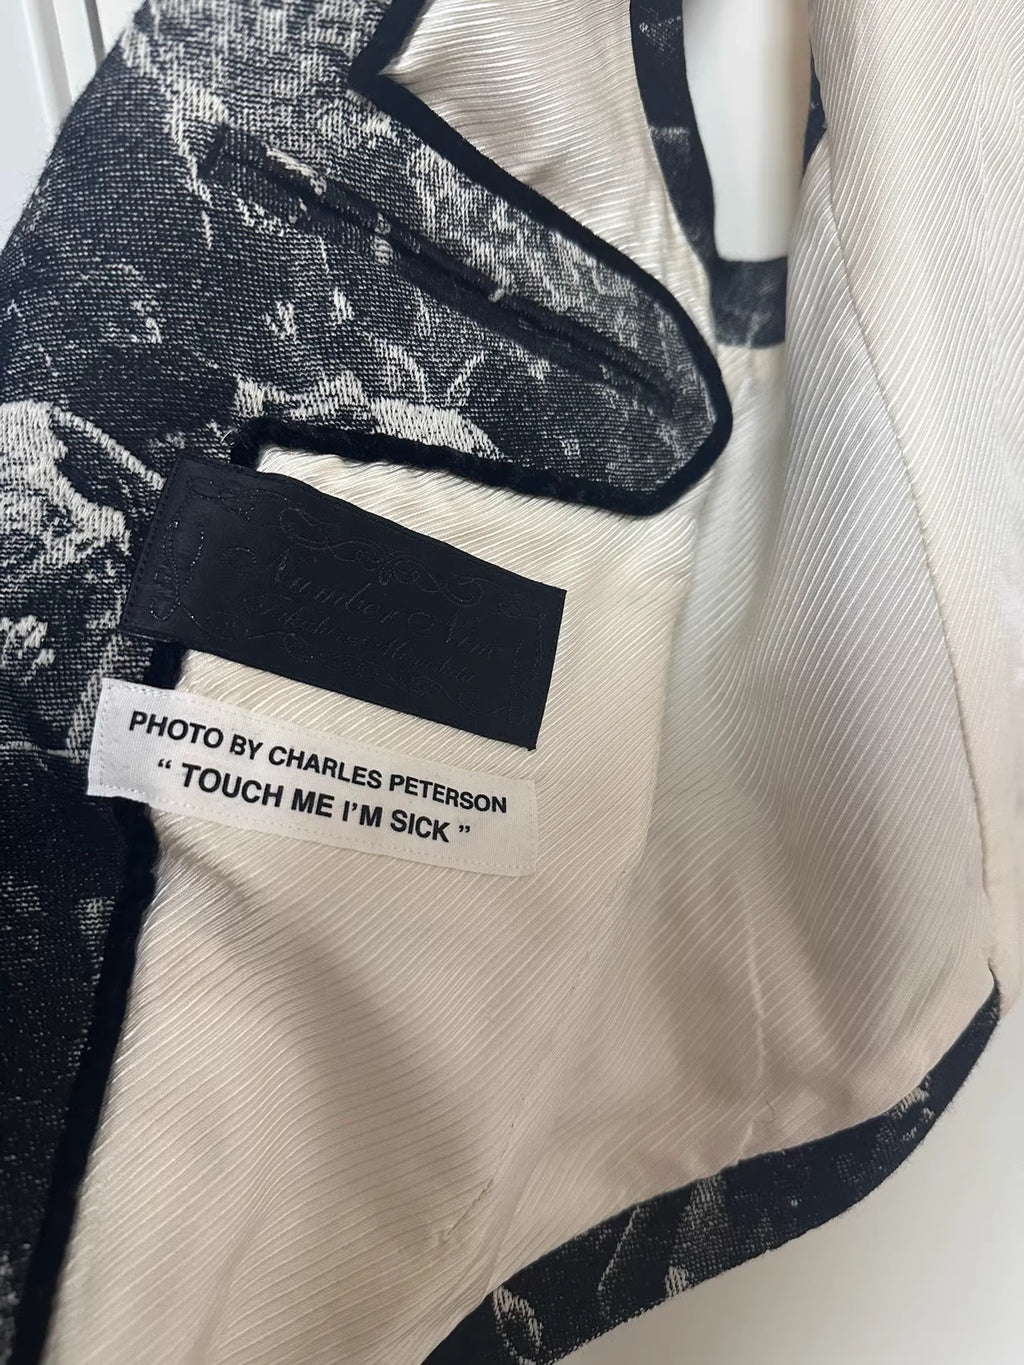 Number Nine
PHOTO BY CHARLES PETERSON
“ TOUCH ME I’M SICK ”